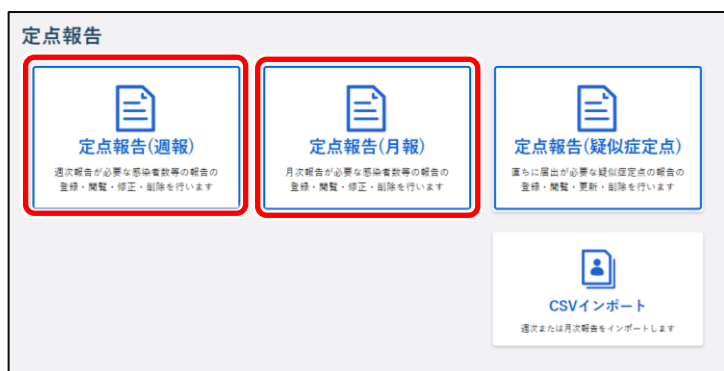 定点報告
定点報告(週報)
週次報告が必要な感染者数等の報告の
登録・閲覧・修正・削除を行います
定点報告(月報)
月次報告が必要な感染者数等の報告の
登録・閲覧・修正・削除を行います
定点報告(疑似症定点)
直ちに届出が必要な疑似症定点の報告の
登録・閲覧・更新・削除を行います
CSVインポート
週次または月次報告をインポートします